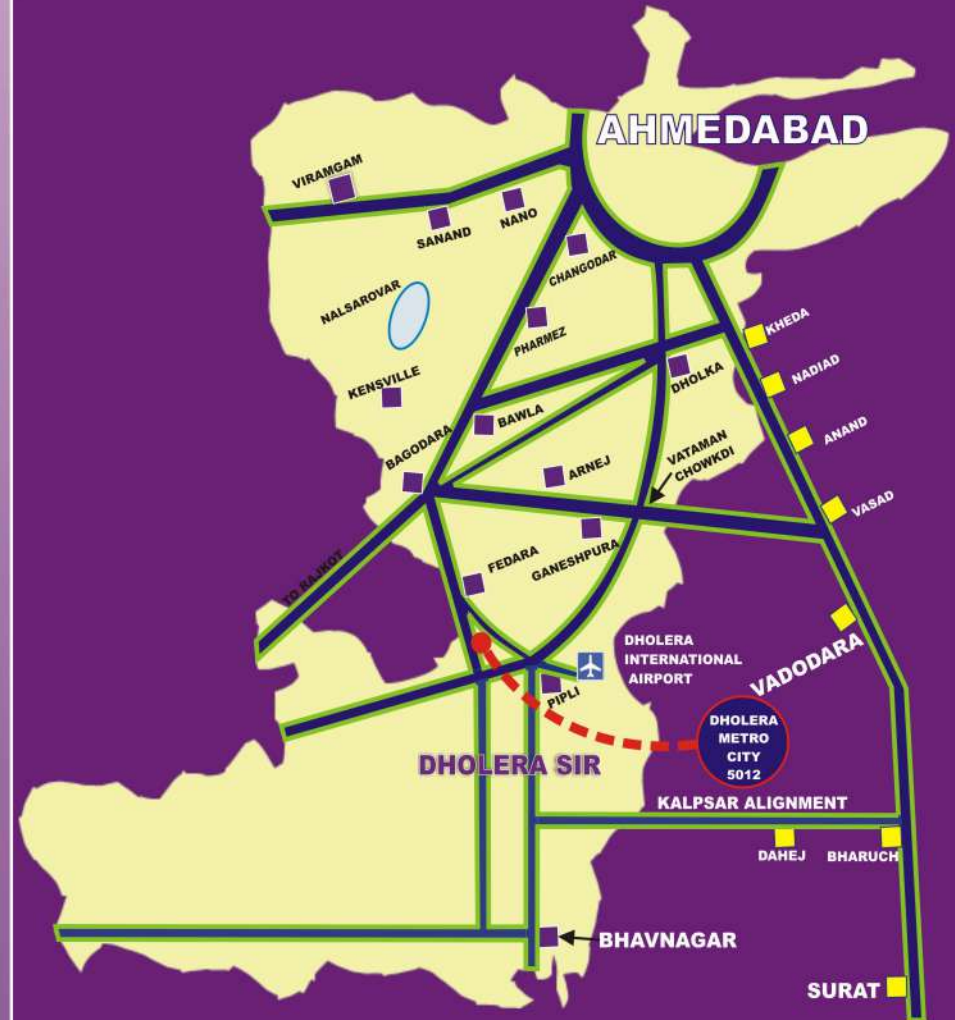 AHMEDABAD
VIRAMGAM
SANAND
NANO
CHANGODAR
NALSAROVAR
PHARMEZ
KHEDA
KENSVILLE
DHOLKA
NADIAD
BAWLA
ANAND
BAGODARA
VATAMAN
CHOWKDI
ARNEJ
VASAD
FEDARA
GANESHPURA
TO RAJKOT
DHOLERA
INTERNATIONAL
AIRPORT
VADODARA
PIPLI
DHOLERA
METRO
CITY
5012
DHOLERA SIR
KALPSAR ALIGNMENT
DAHEJ
BHARUCH
BHAVNAGAR
SURAT